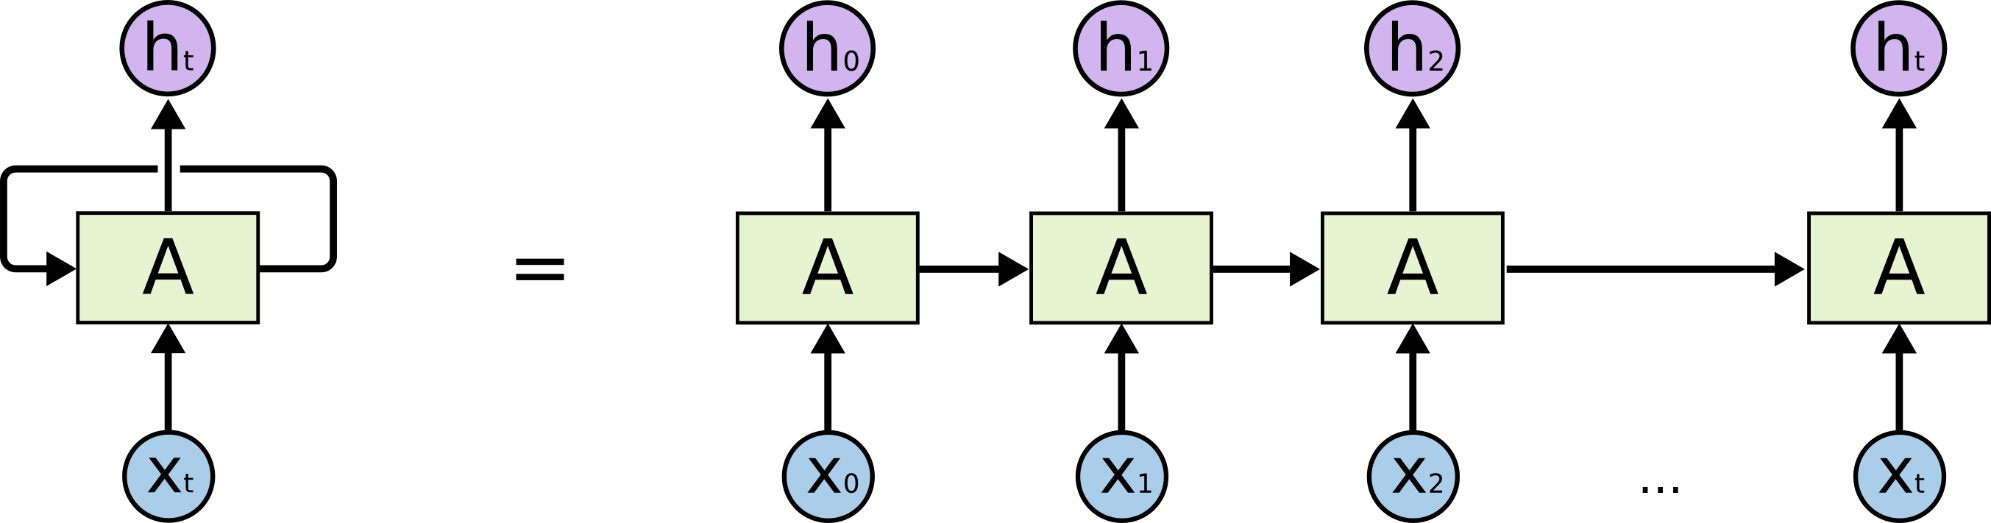 ht h0 h1 h2 ht
A = A A A A
xt x0 x1 x2 ... xt